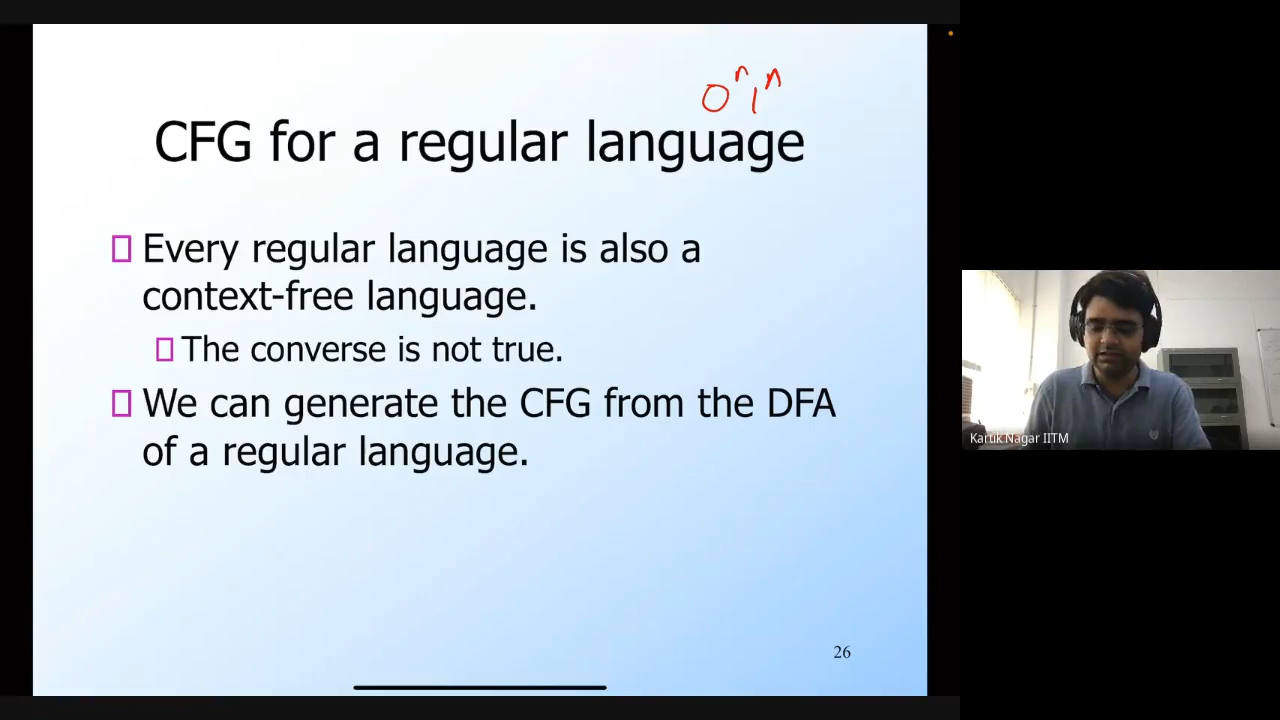 0ⁿ1ⁿ
CFG for a regular language
Every regular language is also a
context-free language.
The converse is not true.
We can generate the CFG from the DFA
of a regular language.
26
Kartik Nagar IITM